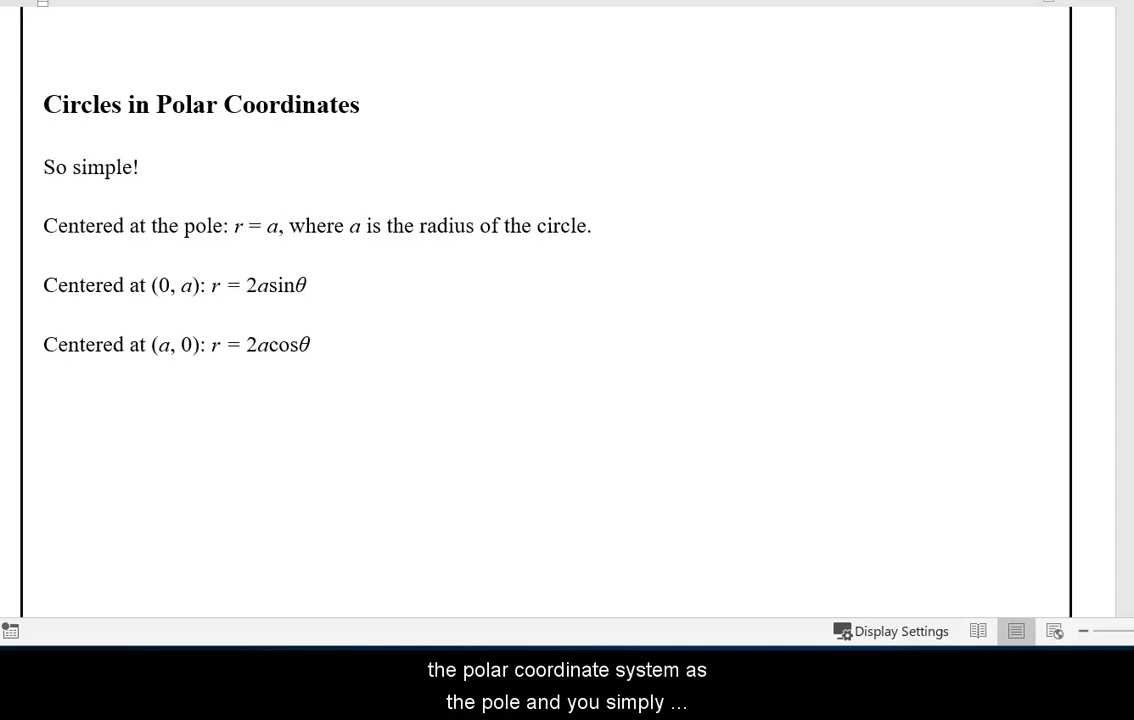 Circles in Polar Coordinates
So simple!
Centered at the pole: r = a, where a is the radius of the circle.
Centered at (0, a): r = 2asinθ
Centered at (a, 0): r = 2acosθ
Display Settings
the polar coordinate system as
the pole and you simply ...